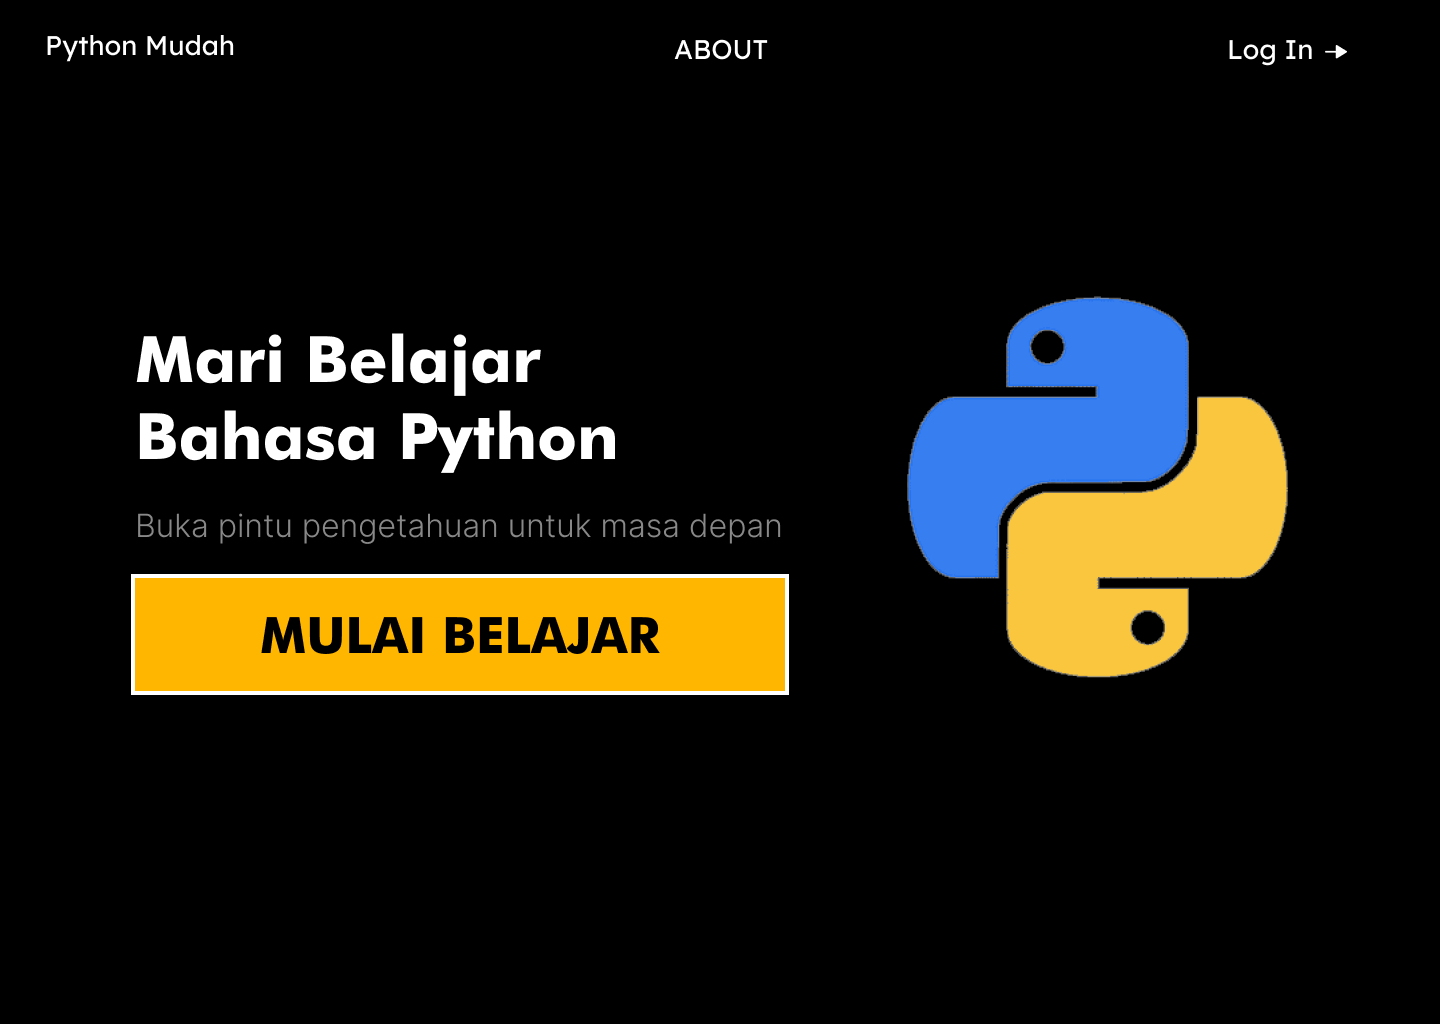 Python Mudah
ABOUT
Log In →
Mari Belajar
Bahasa Python
Buka pintu pengetahuan untuk masa depan
MULAI BELAJAR